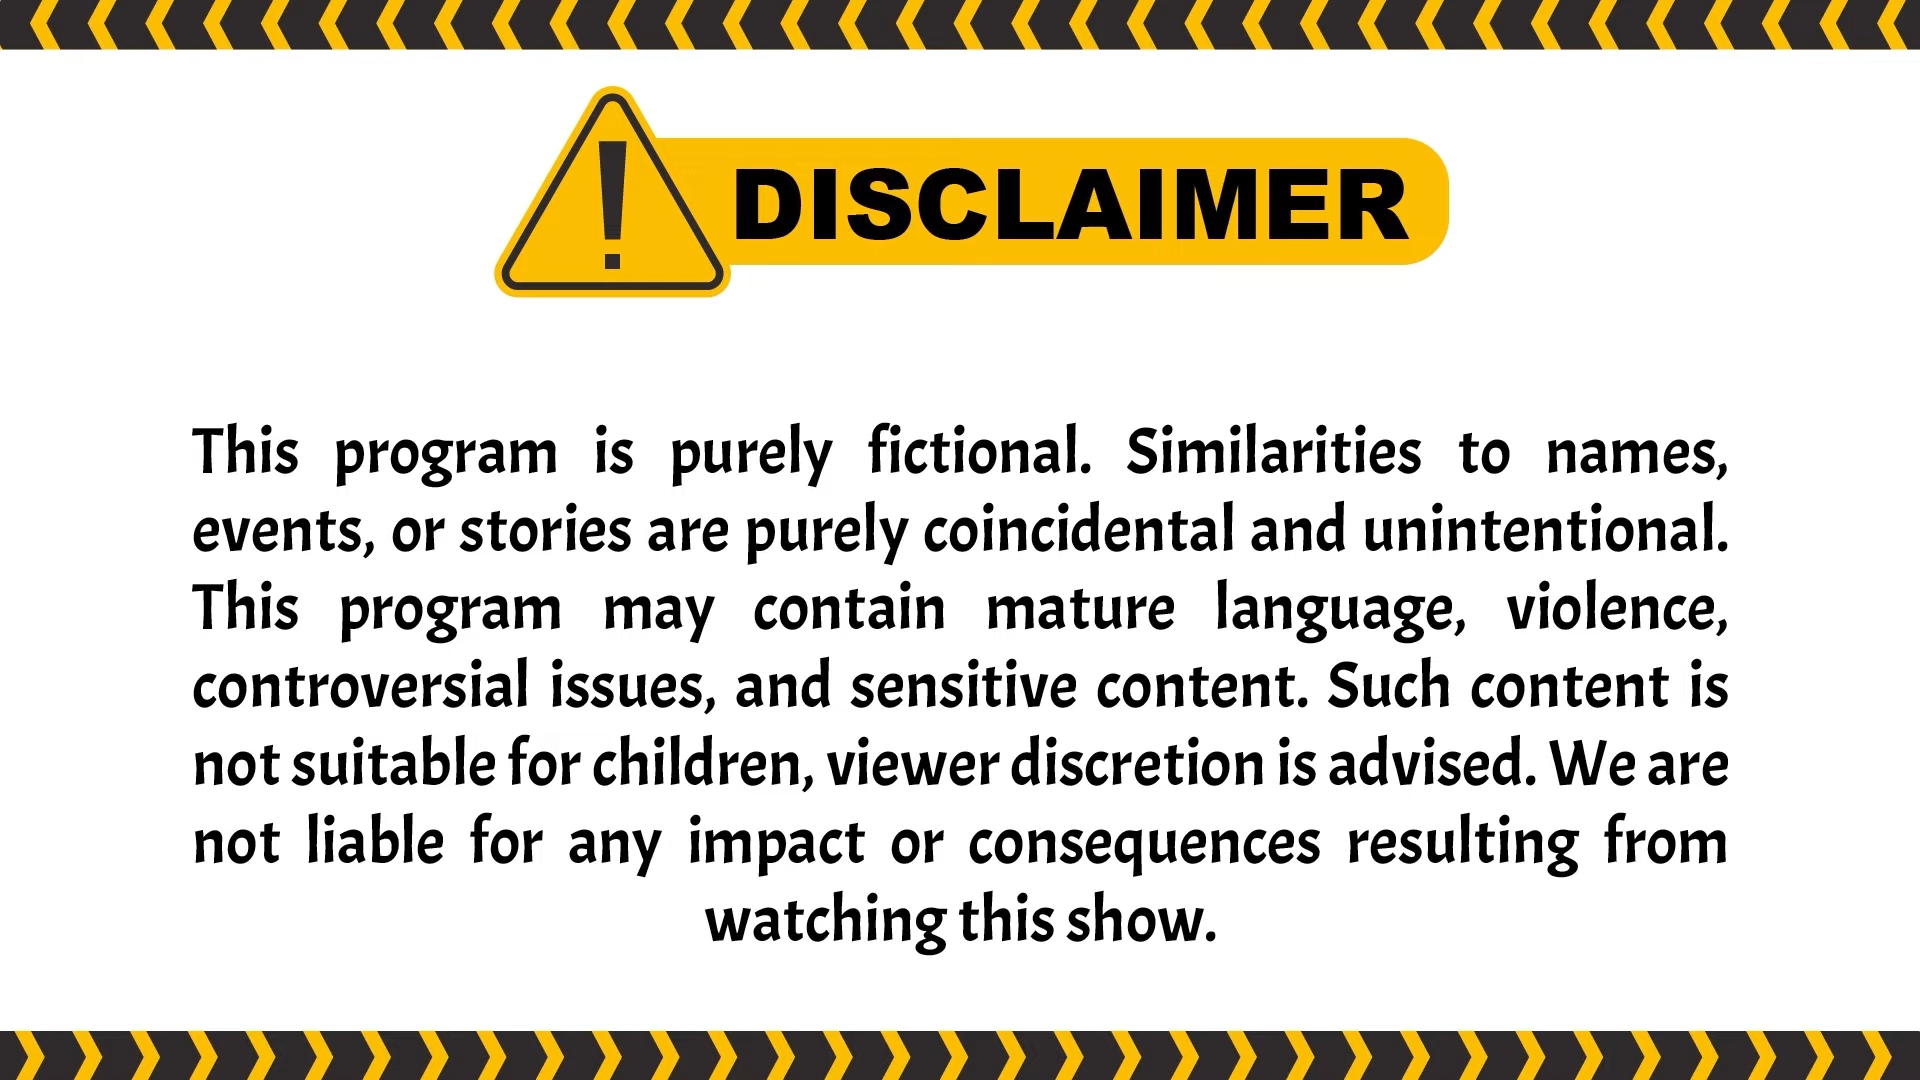 DISCLAIMER
This program is purely fictional. Similarities to names,
events, or stories are purely coincidental and unintentional.
This program may contain mature language, violence,
controversial issues, and sensitive content. Such content is
not suitable for children, viewer discretion is advised. We are
not liable for any impact or consequences resulting from
watching this show.